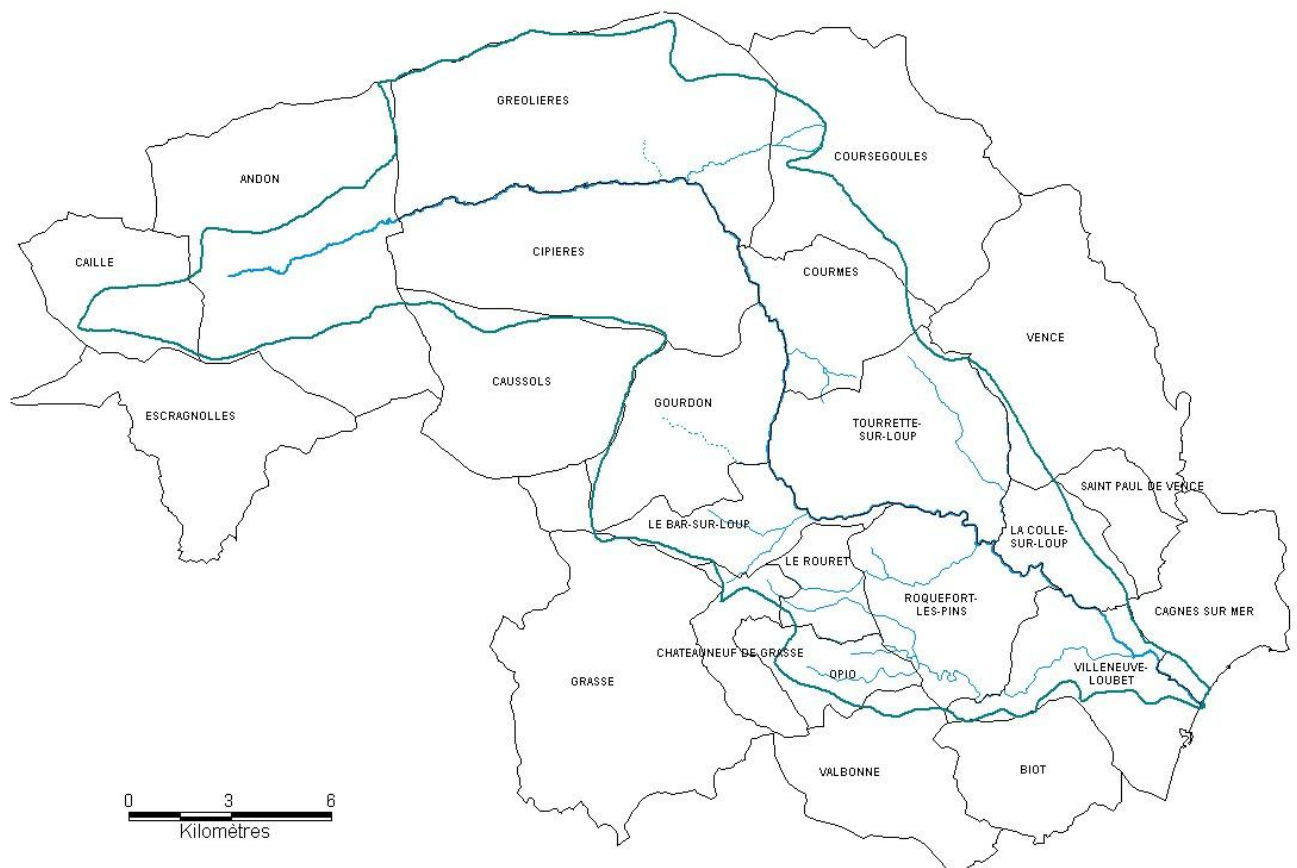 GREOLIERES
COURSEGOULES
ANDON
CAILLE
CIPIERES
COURMES
VENCE
CAUSSOLS
ESCRAGNOLLES
GOURDON
TOURRETTE-
SUR-LOUP
SAINT PAUL DE VENCE
LE BAR-SUR-LOUP
LA COLLE-
SUR-LOUP
LE ROURET
ROQUEFORT-
LES-PINS
CAGNES SUR MER
CHATEAUNEUF DE GRASSE
OPIO
VILLENEUVE-
LOUBET
GRASSE
VALBONNE
BIOT
0 3 6
Kilomètres